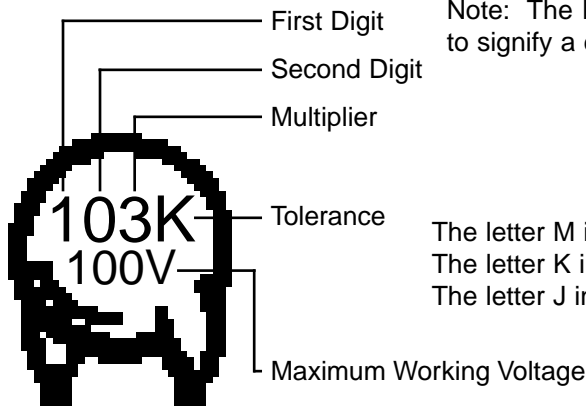 First Digit
Second Digit
Multiplier
Tolerance
Maximum Working Voltage
103K
100V
Note: The
to signify a
The letter M
The letter K
The letter J